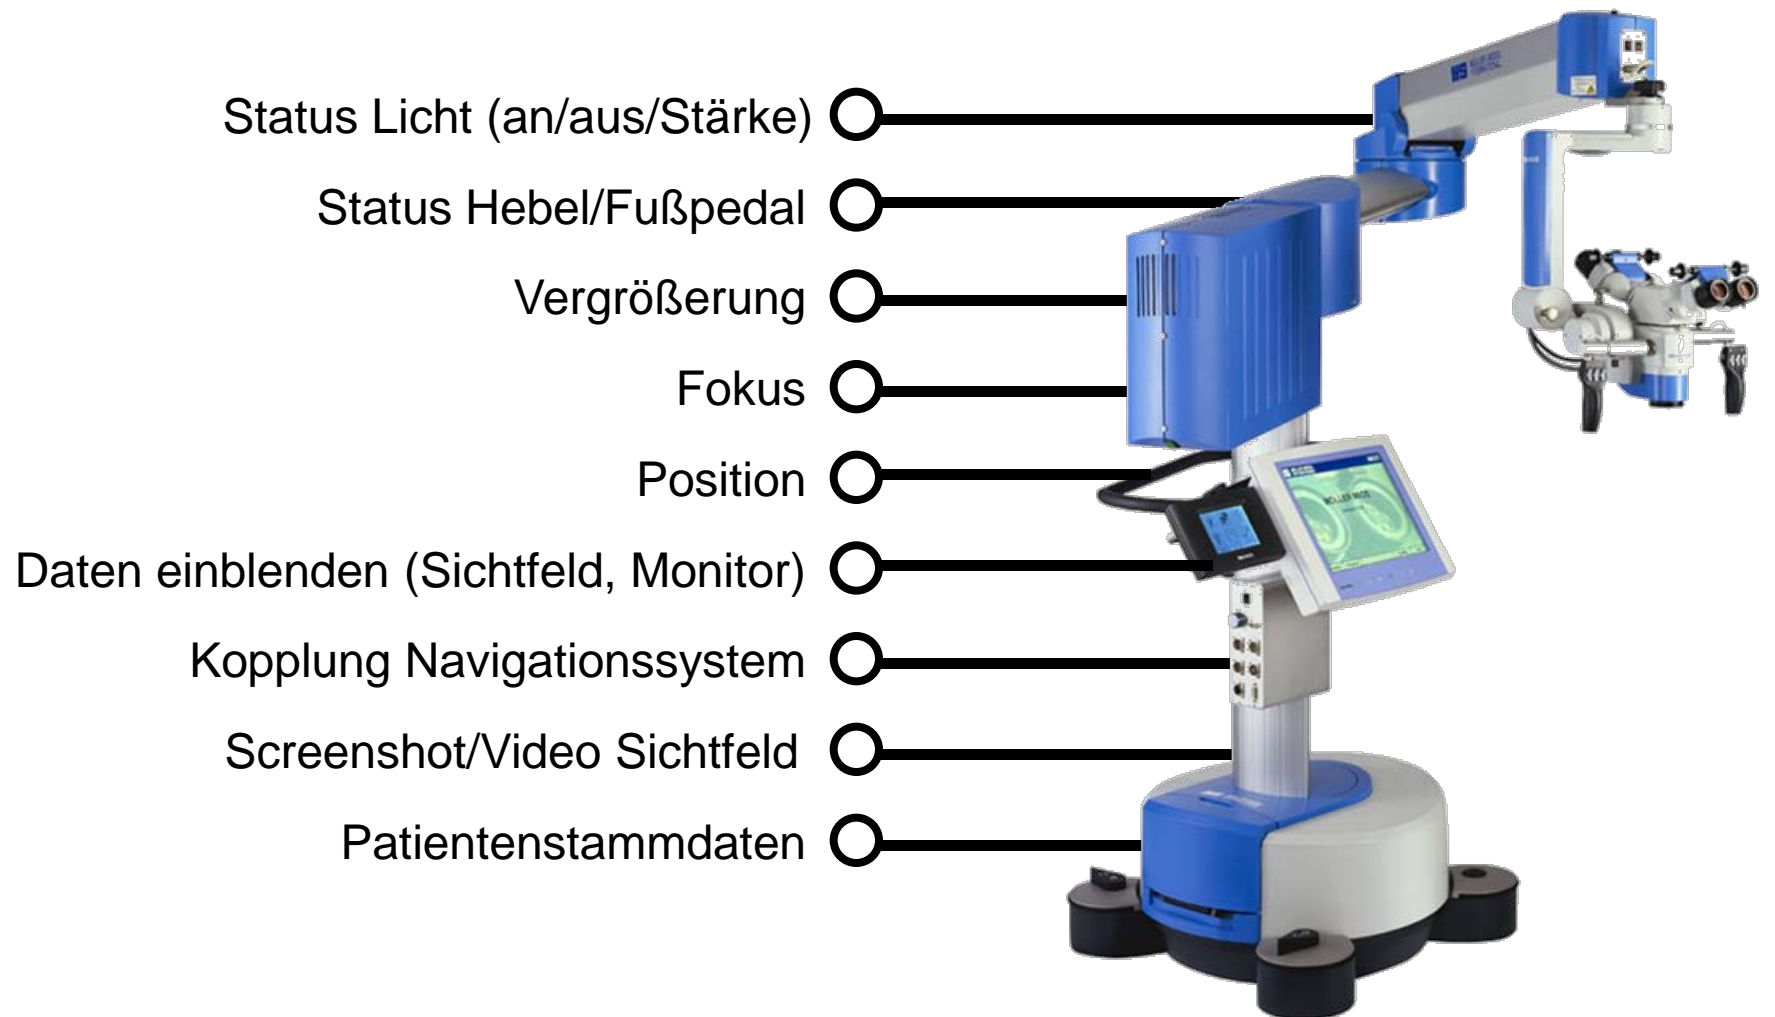 Status Licht (an/aus/Stärke)
Status Hebel/Fußpedal
Vergrößerung
Fokus
Position
Daten einblenden (Sichtfeld, Monitor)
Kopplung Navigationssystem
Screenshot/Video Sichtfeld
Patientenstammdaten